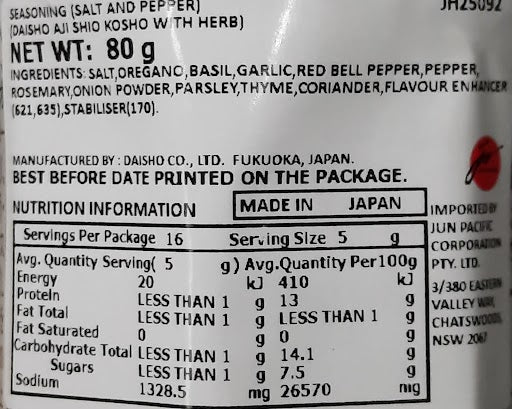 SEASONING (SALT AND PEPPER)
JH25092
(DAISHO AJI SHIO KOSHO WITH HERB)
NET WT: 80 g
INGREDIENTS: SALT,OREGANO,BASIL,GARLIC,RED BELL PEPPER,PEPPER,
ROSEMARY,ONION POWDER,PARSLEY,THYME,CORIANDER,FLAVOUR ENHANCER
(621,635),STABILISER(170).
MANUFACTURED BY : DAISHO CO., LTD. FUKUOKA, JAPAN.
BEST BEFORE DATE PRINTED ON THE PACKAGE.
NUTRITION INFORMATION
MADE IN JAPAN
Servings Per Package 16 Serving Size 5 g
Avg. Quantity Serving( 5 g) Avg.Quantity Per100g
Energy 20 kJ 410 kJ
Protein LESS THAN 1 g 13 g
Fat Total LESS THAN 1 g LESS THAN 1 g
Fat Saturated 0 g 0 g
Carbohydrate Total LESS THAN 1 g 14.1 g
Sugars LESS THAN 1 g 7.5 g
Sodium 1328.5 mg 26570 mg
IMPORTED BY
JUN PACIFIC
CORPORATION
PTY. LTD.
3/380 EASTERN
VALLEY WAY,
CHATSWOOD,
NSW 2067